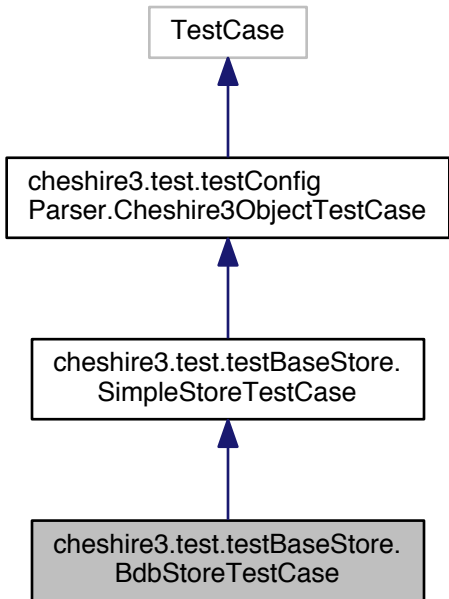 TestCase
cheshire3.test.testConfig
Parser.Cheshire3ObjectTestCase
cheshire3.test.testBaseStore.
SimpleStoreTestCase
cheshire3.test.testBaseStore.
BdbStoreTestCase